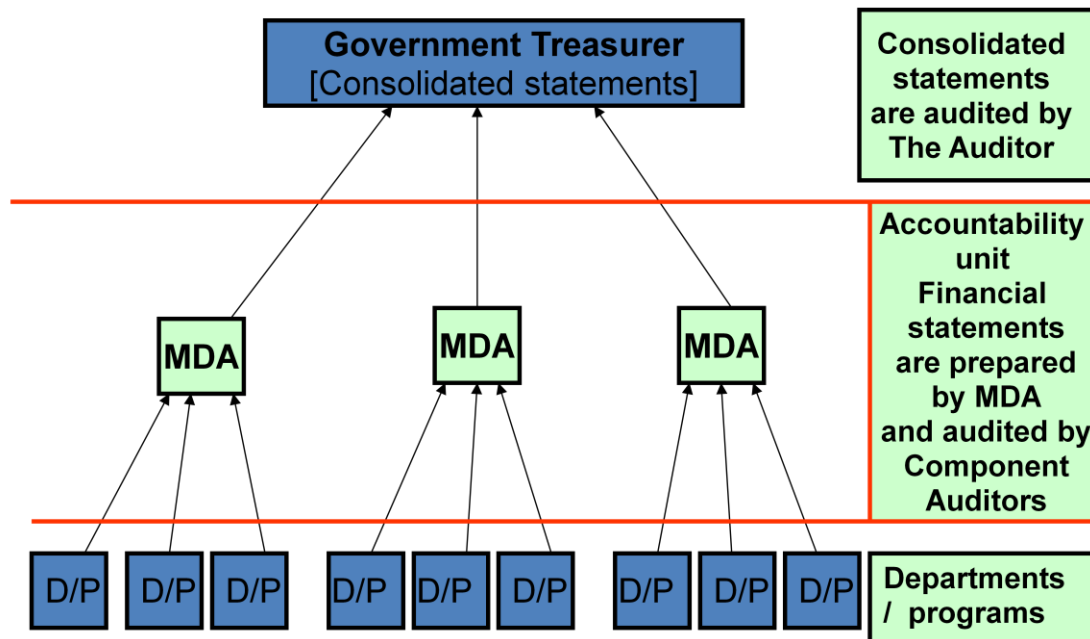 Government Treasurer
[Consolidated statements]
Consolidated
statements
are audited by
The Auditor
Accountability
unit
Financial
statements
are prepared
by MDA
and audited by
Component
Auditors
MDA
MDA
MDA
D/P
D/P
D/P
D/P
D/P
D/P
D/P
D/P
D/P
Departments
/ programs